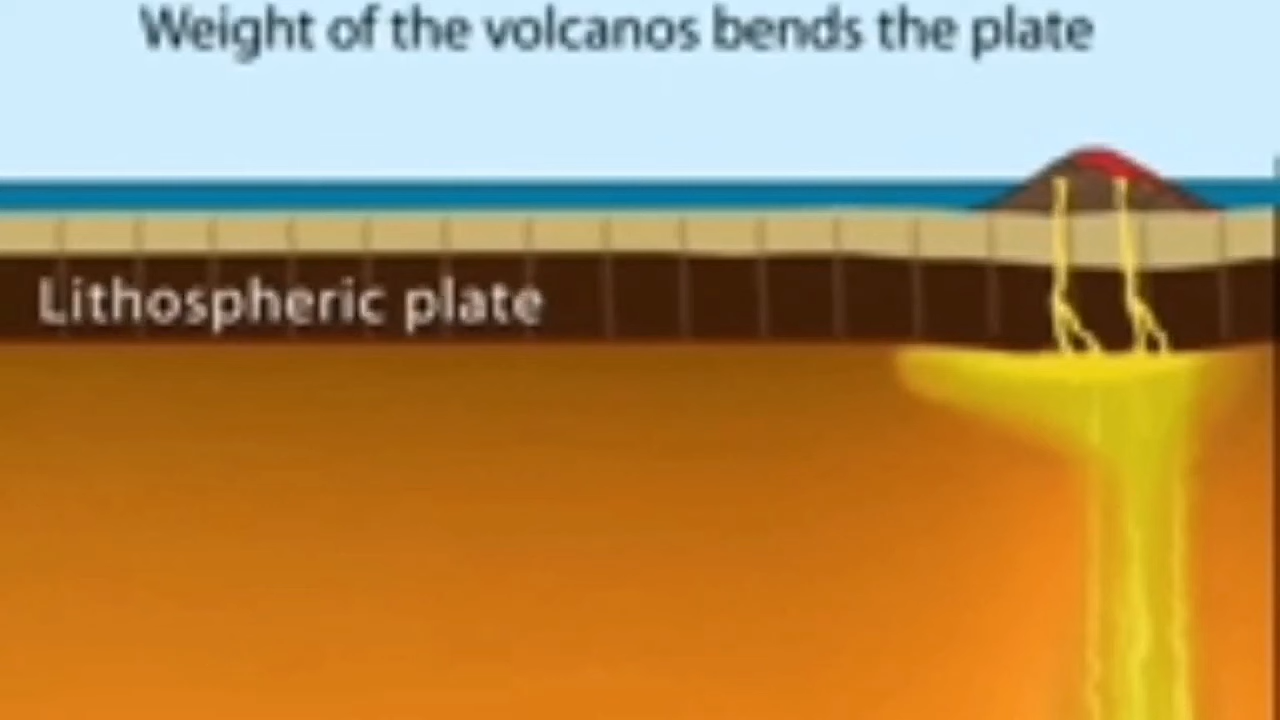 Weight of the volcanos bends the plate
Lithospheric plate